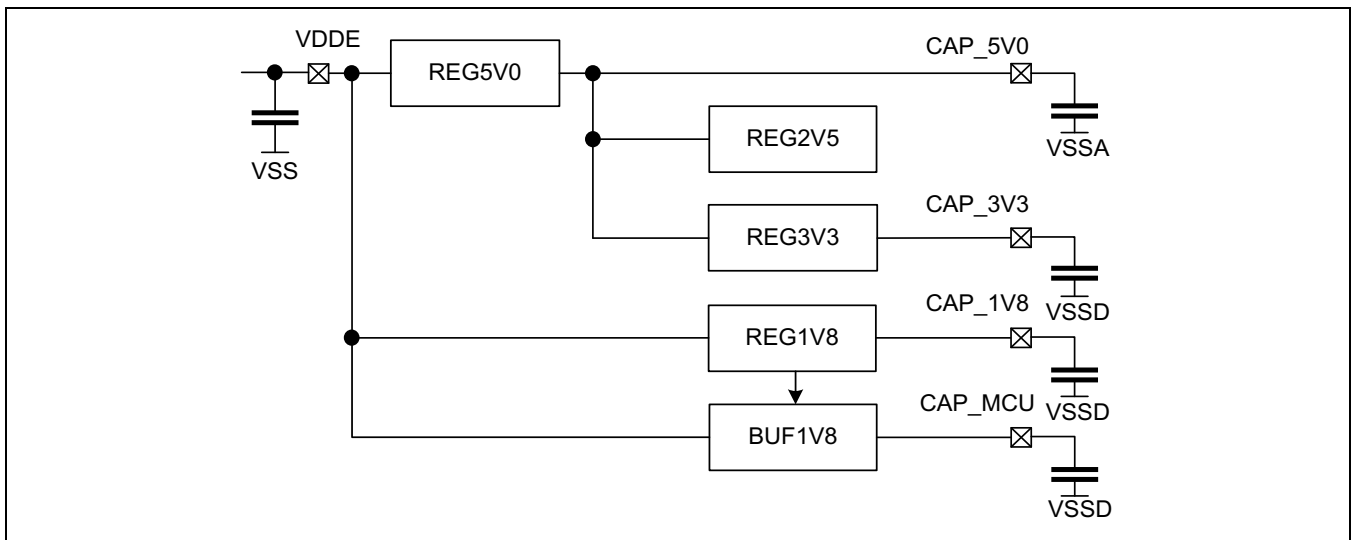 VDDE
REG5V0
CAP_5V0
VSS
REG2V5
VSSA
REG3V3
CAP_3V3
VSSD
REG1V8
CAP_1V8
VSSD
BUF1V8
CAP_MCU
VSSD